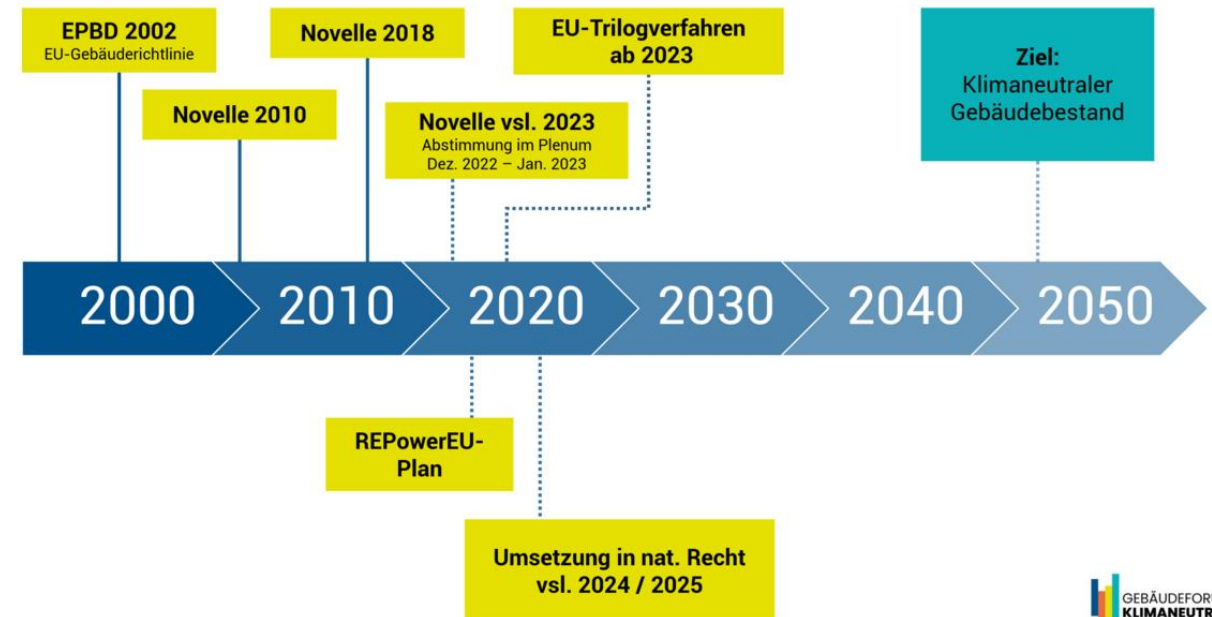 EPBD 2002
EU-Gebäuderichtlinie
Novelle 2010
Novelle 2018
Novelle vsl. 2023
Abstimmung im Plenum
Dez. 2022 – Jan. 2023
EU-Trilogverfahren
ab 2023
Ziel:
Klimaneutraler
Gebäudebestand
2000 2010 2020 2030 2040 2050
REPowerEU-
Plan
Umsetzung in nat. Recht
vsl. 2024 / 2025